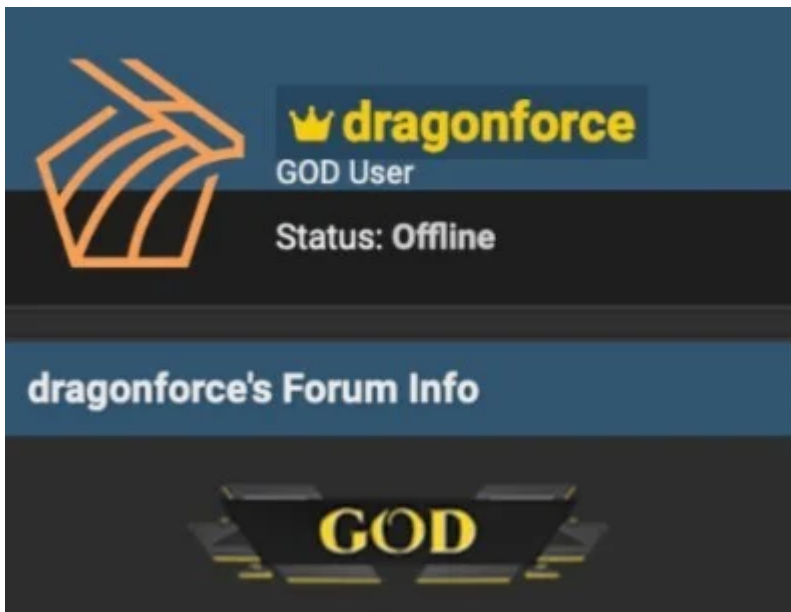 dragonforce
GOD User
Status: Offline
dragonforce's Forum Info
GOD